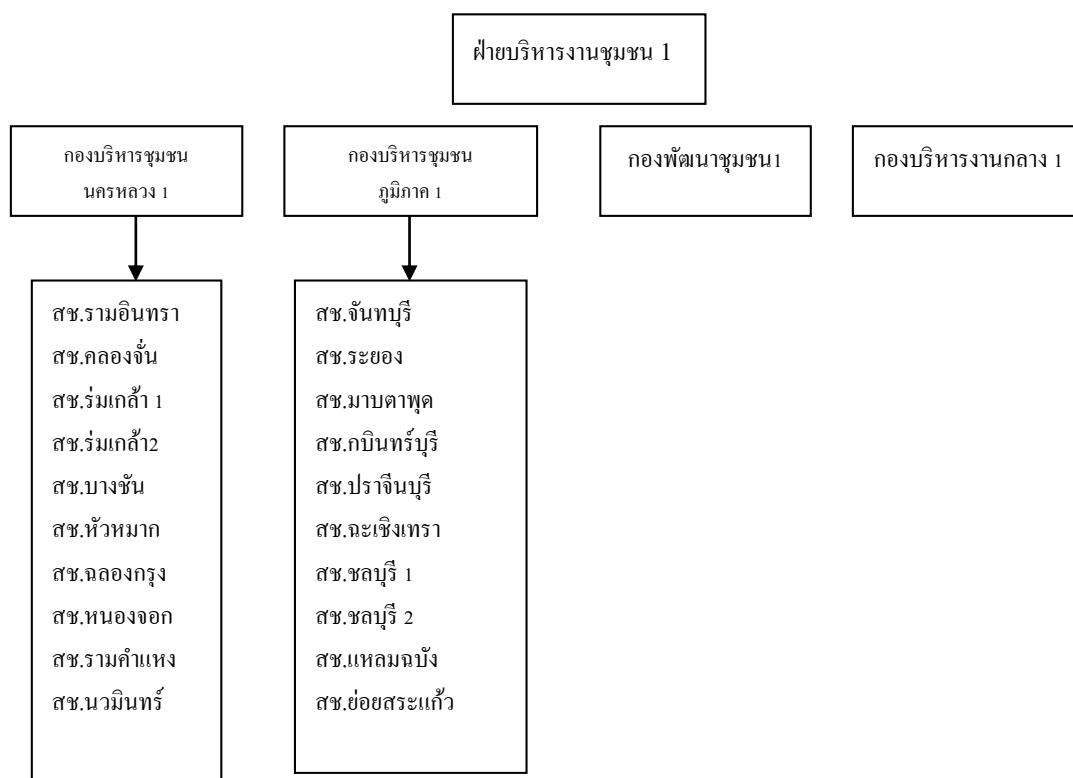 ฝ่ายบริหารงานชุมชน 1
กองบริหารชุมชน
นครหลวง 1
กองบริหารชุมชน
ภูมิภาค 1
กองพัฒนาชุมชน1
กองบริหารงานกลาง 1
สช.รามอินทรา
สช.คลองจั่น
สช.ร่มเกล้า 1
สช.ร่มเกล้า2
สช.บางชัน
สช.หัวหมาก
สช.ฉลองกรุง
สช.หนองจอก
สช.รามคำแหง
สช.นวมินทร์
สช.จันทบุรี
สช.ระยอง
สช.มาบตาพุด
สช.กบินทร์บุรี
สช.ปราจีนบุรี
สช.ฉะเชิงเทรา
สช.ชลบุรี 1
สช.ชลบุรี 2
สช.แหลมฉบัง
สช.ย่อยสระแก้ว